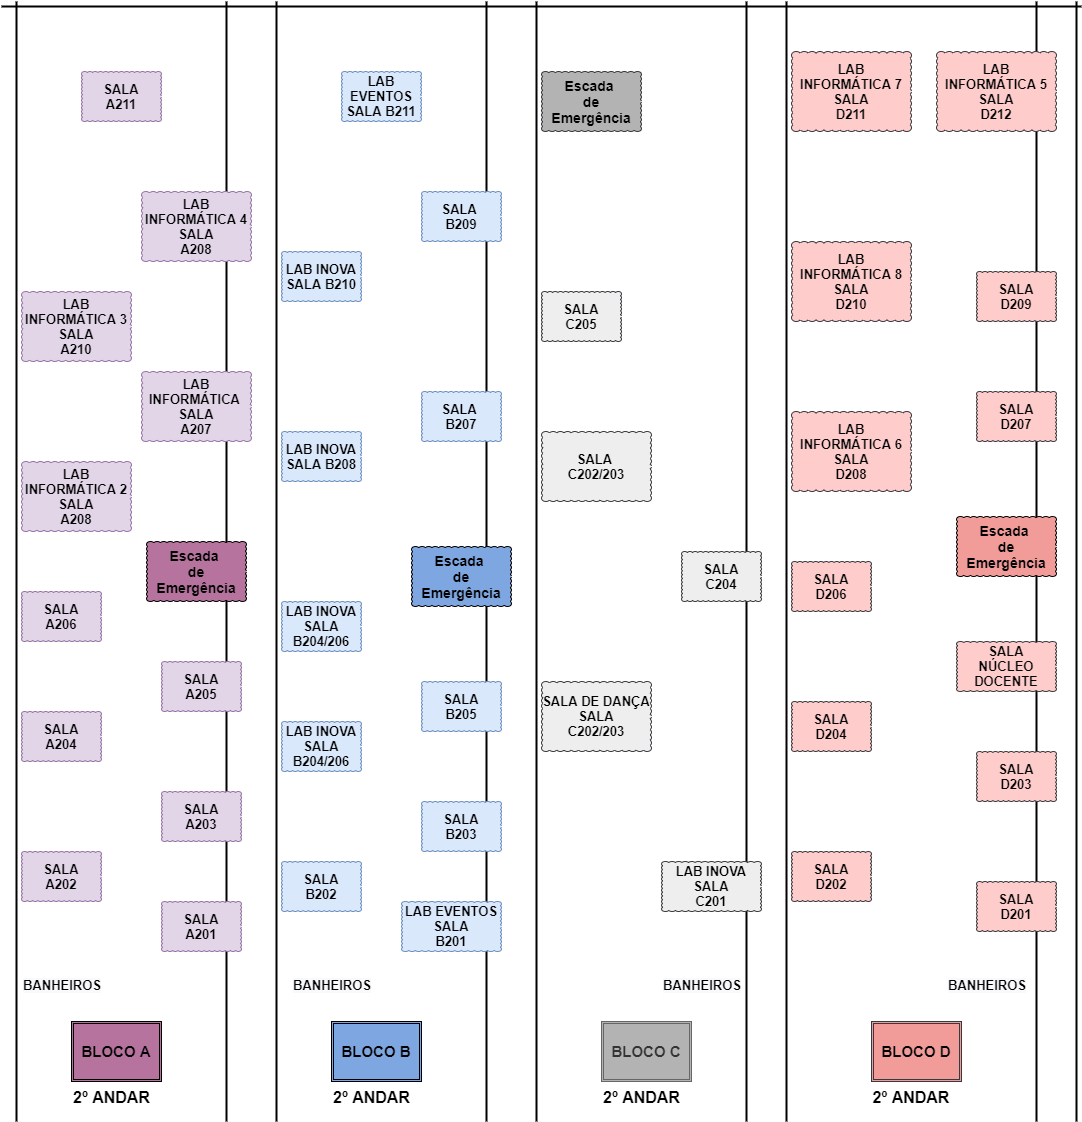 SALA
A211
LAB
INFORMÁTICA 4
SALA
A208
LAB
INFORMÁTICA 3
SALA
A210
LAB
INFORMÁTICA
SALA
A207
LAB
INFORMÁTICA 2
SALA
A208
Escada
de
Emergência
SALA
A206
SALA
A205
SALA
A204
SALA
A203
SALA
A202
SALA
A201
BANHEIROS
BLOCO A
2º ANDAR
LAB
EVENTOS
SALA B211
SALA
B209
LAB INOVA
SALA B210
SALA
B207
LAB INOVA
SALA B208
Escada
de
Emergência
LAB INOVA
SALA
B204/206
SALA
B205
LAB INOVA
SALA
B204/206
SALA
B203
SALA
B202
LAB EVENTOS
SALA
B201
BANHEIROS
BLOCO B
2º ANDAR
Escada
de
Emergência
SALA
C205
SALA
C202/203
SALA
C204
SALA DE DANÇA
SALA
C202/203
LAB INOVA
SALA
C201
BANHEIROS
BLOCO C
2º ANDAR
LAB
INFORMÁTICA 7
SALA
D211
LAB
INFORMÁTICA 5
SALA
D212
LAB
INFORMÁTICA 8
SALA
D210
SALA
D209
SALA
D207
LAB
INFORMÁTICA 6
SALA
D208
Escada
de
Emergência
SALA
D206
SALA
NÚCLEO
DOCENTE
SALA
D204
SALA
D203
SALA
D202
SALA
D201
BANHEIROS
BLOCO D
2º ANDAR